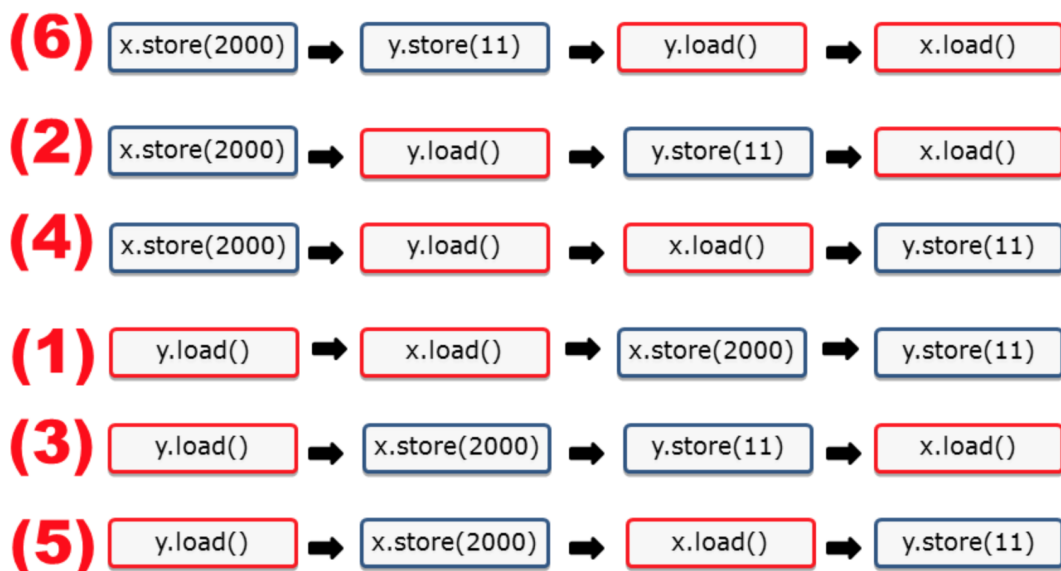 (6) x.store(2000) y.store(11) y.load() x.load()
(2) x.store(2000) y.load() y.store(11) x.load()
(4) x.store(2000) y.load() x.load() y.store(11)
(1) y.load() x.load() x.store(2000) y.store(11)
(3) y.load() x.store(2000) y.store(11) x.load()
(5) y.load() x.store(2000) x.load() y.store(11)